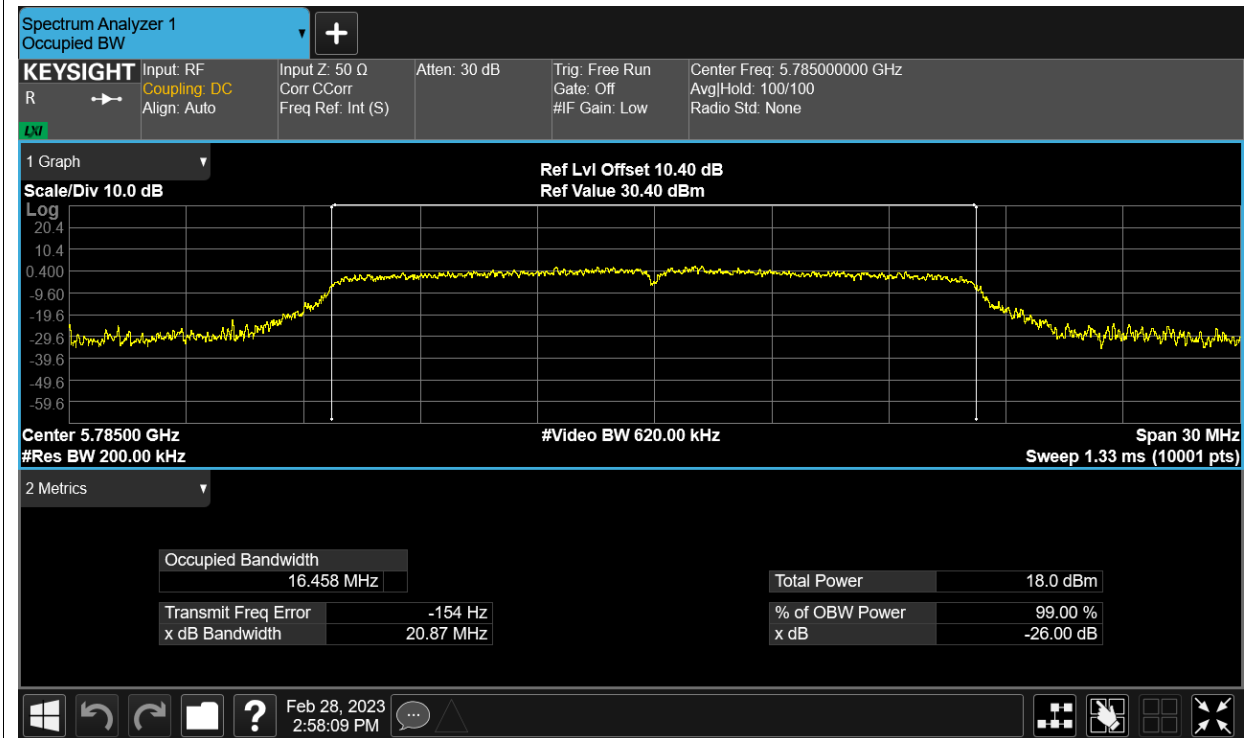 Spectrum Analyzer 1
Occupied BW
KEYSIGHT
R
LXI
Input: RF
Coupling: DC
Align: Auto
Input Z: 50 Ω
Corr CCorr
Freq Ref: Int (S)
Atten: 30 dB
Trig: Free Run
Gate: Off
#IF Gain: Low
Center Freq: 5.785000000 GHz
Avg|Hold: 100/100
Radio Std: None
1 Graph
Scale/Div 10.0 dB
Ref Lvl Offset 10.40 dB
Ref Value 30.40 dBm
Log
20.4
10.4
0.400
-9.60
-19.6
-29.6
-39.6
-49.6
-59.6
Center 5.78500 GHz
#Video BW 620.00 kHz
Span 30 MHz
#Res BW 200.00 kHz
Sweep 1.33 ms (10001 pts)
2 Metrics
Occupied Bandwidth
16.458 MHz
Total Power 18.0 dBm
Transmit Freq Error -154 Hz
% of OBW Power 99.00 %
x dB Bandwidth 20.87 MHz
x dB -26.00 dB
?
Feb 28, 2023
2:58:09 PM